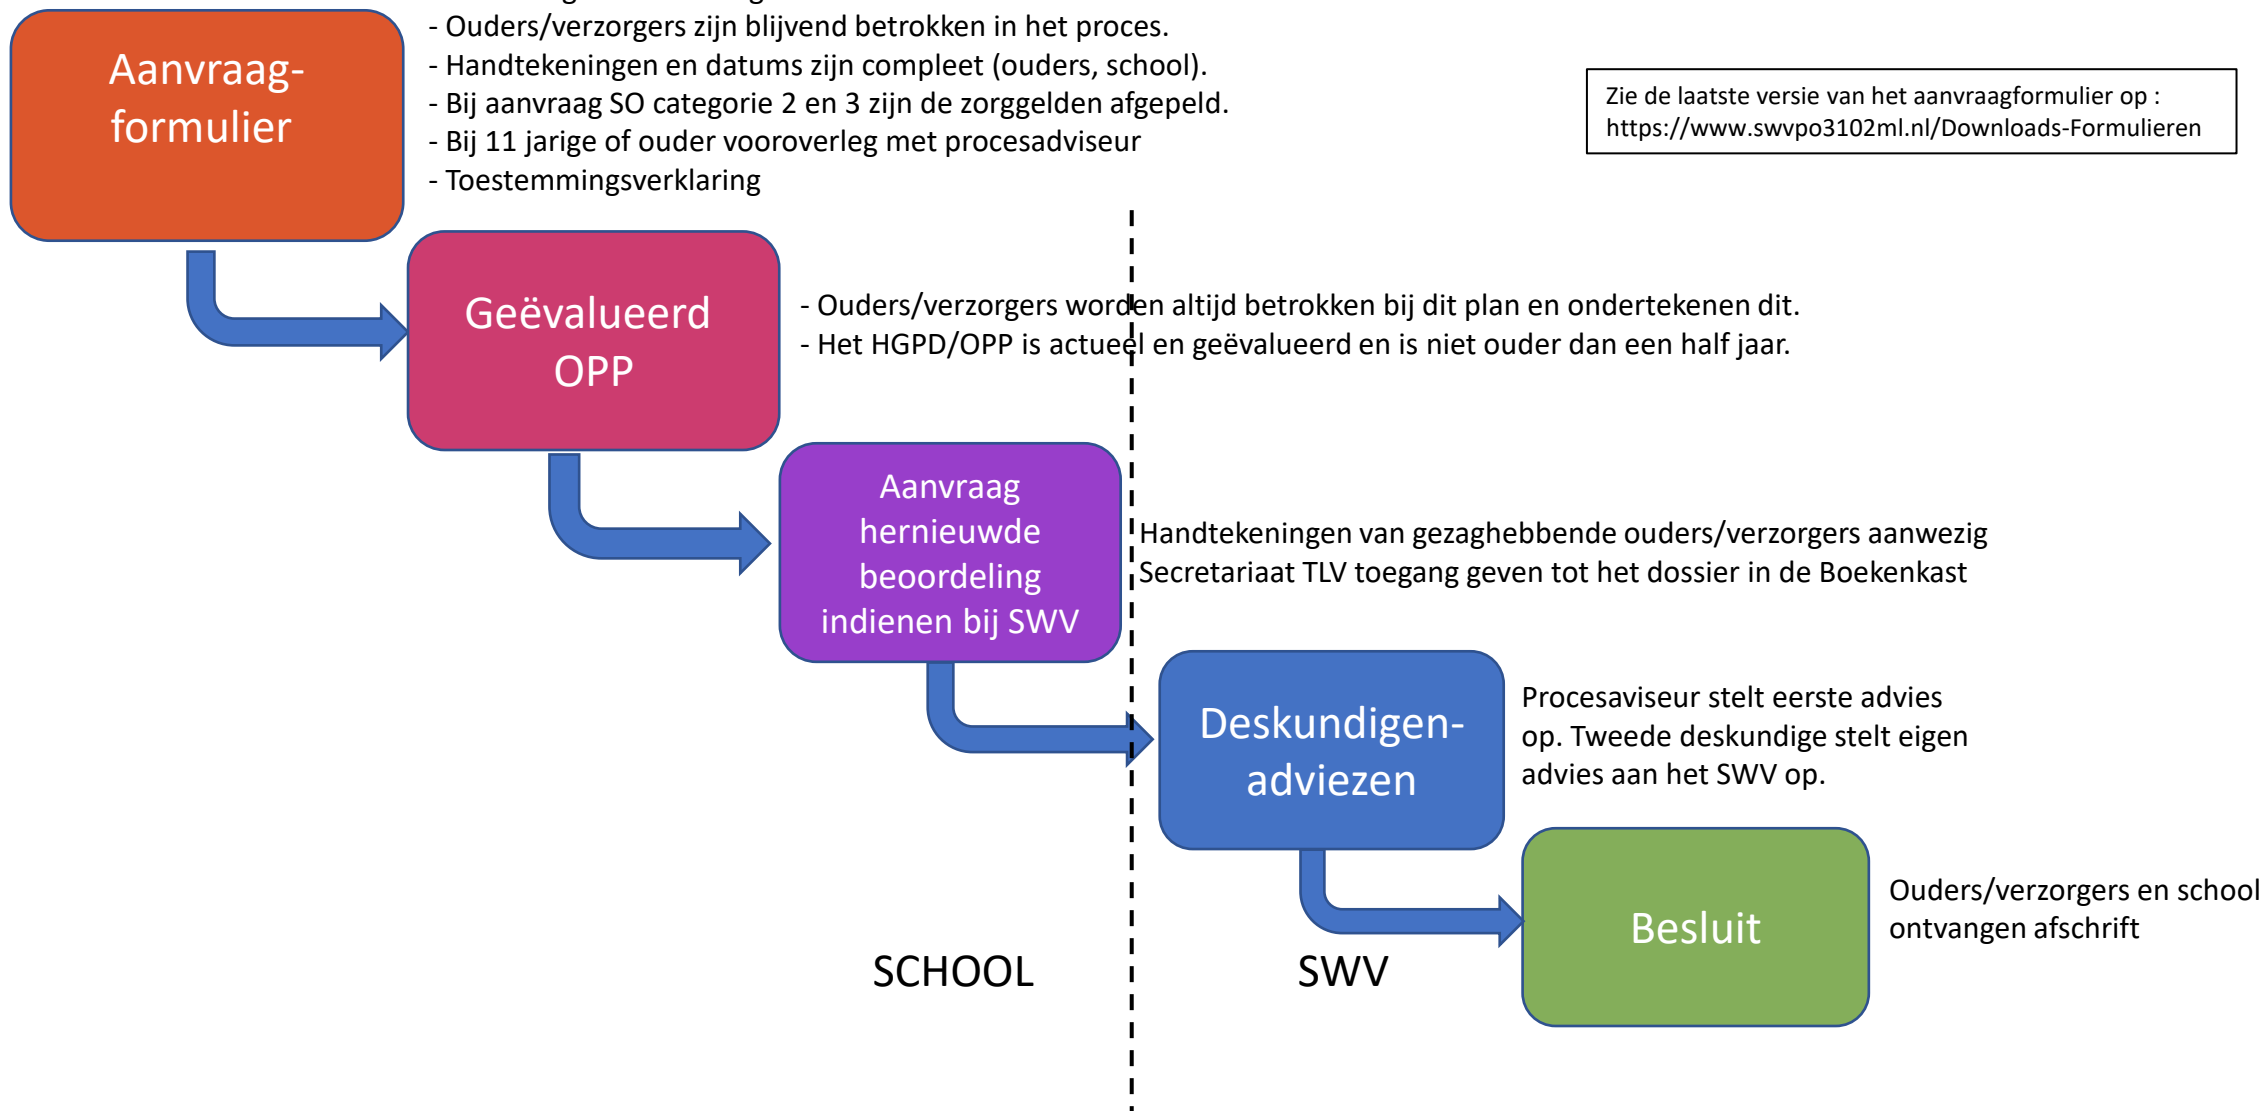 Aanvraag-
formulier
- Ouders/verzorgers zijn blijvend betrokken in het proces.
- Handtekeningen en datums zijn compleet (ouders, school).
- Bij aanvraag SO categorie 2 en 3 zijn de zorggelden afgepeld.
- Bij 11 jarige of ouder vooroverleg met procesadviseur
- Toestemmingsverklaring
Zie de laatste versie van het aanvraagformulier op :
https://www.swvpo3102ml.nl/Downloads-Formulieren
Geëvalueerd
OPP
- Ouders/verzorgers worden altijd betrokken bij dit plan en ondertekenen dit.
- Het HGPD/OPP is actueel en geëvalueerd en is niet ouder dan een half jaar.
Aanvraag
hernieuwde
beoordeling
indienen bij SWV
Handtekeningen van gezaghebbende ouders/verzorgers aanwezig
Secretariaat TLV toegang geven tot het dossier in de Boekenkast
Deskundigen-
adviezen
Procesaviseur stelt eerste advies
op. Tweede deskundige stelt eigen
advies aan het SWV op.
Besluit
Ouders/verzorgers en school
ontvangen afschrift
SCHOOL
SWV